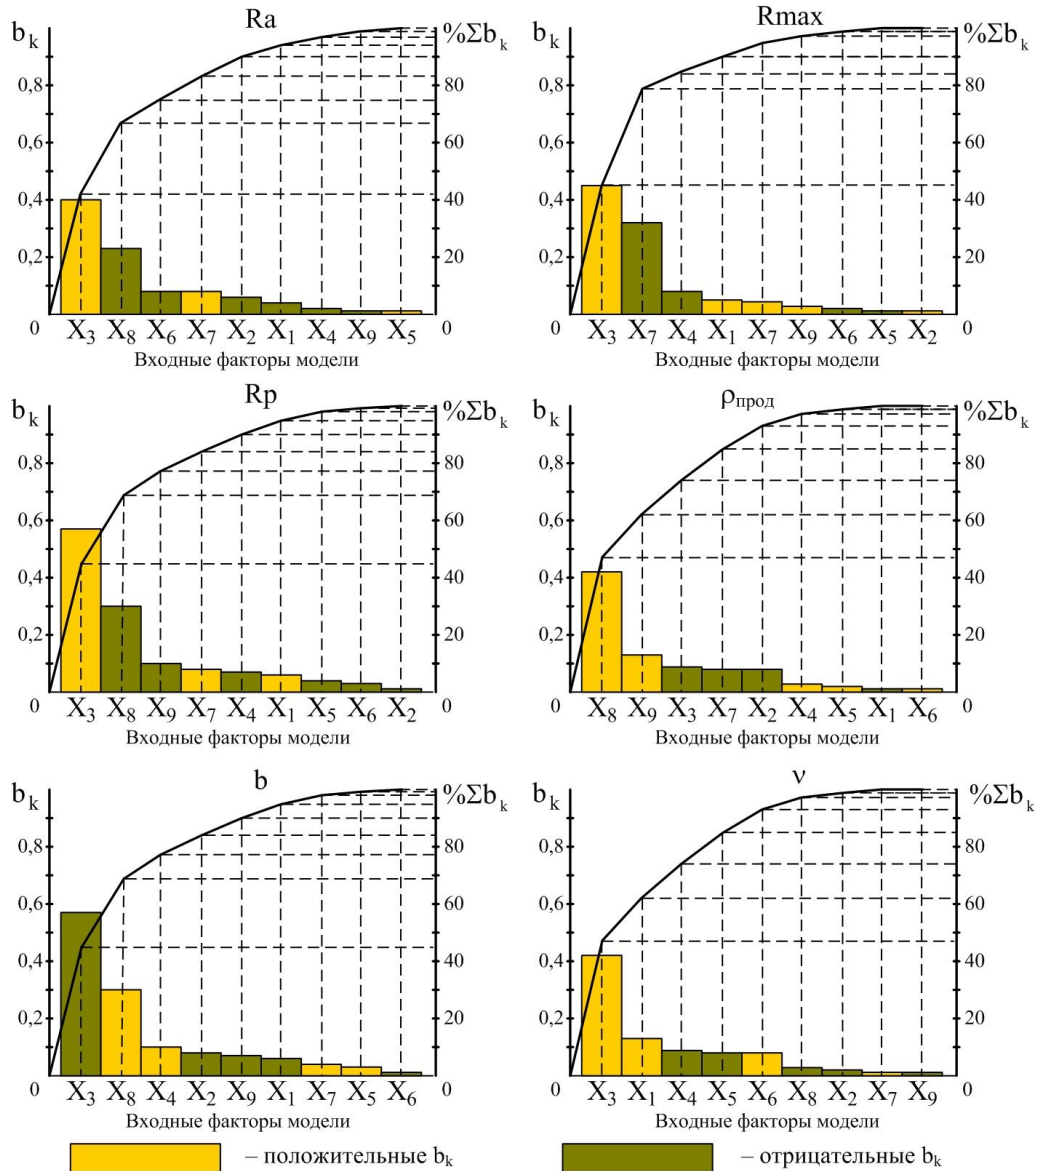 Ra
b_k
%Σb_k
0,8
0,6
0,4
0,2
0
80
60
40
20
0
X₃ X₈ X₆ X₇ X₂ X₁ X₄ X₉ X₅
Входные факторы модели
Rmax
b_k
%Σb_k
0,8
0,6
0,4
0,2
0
80
60
40
20
0
X₃ X₇ X₄ X₁ X₇ X₉ X₆ X₅ X₂
Входные факторы модели
Rp
b_k
%Σb_k
0,8
0,6
0,4
0,2
0
80
60
40
20
0
X₃ X₈ X₉ X₇ X₄ X₁ X₅ X₆ X₂
Входные факторы модели
ρпрод
b_k
%Σb_k
0,8
0,6
0,4
0,2
0
80
60
40
20
0
X₈ X₉ X₃ X₇ X₂ X₄ X₅ X₁ X₆
Входные факторы модели
b
b_k
%Σb_k
0,8
0,6
0,4
0,2
0
80
60
40
20
0
X₃ X₈ X₄ X₂ X₉ X₁ X₇ X₅ X₆
Входные факторы модели
ν
b_k
%Σb_k
0,8
0,6
0,4
0,2
0
80
60
40
20
0
X₃ X₁ X₄ X₅ X₆ X₈ X₂ X₇ X₉
Входные факторы модели
– положительные b_k
– отрицательные b_k